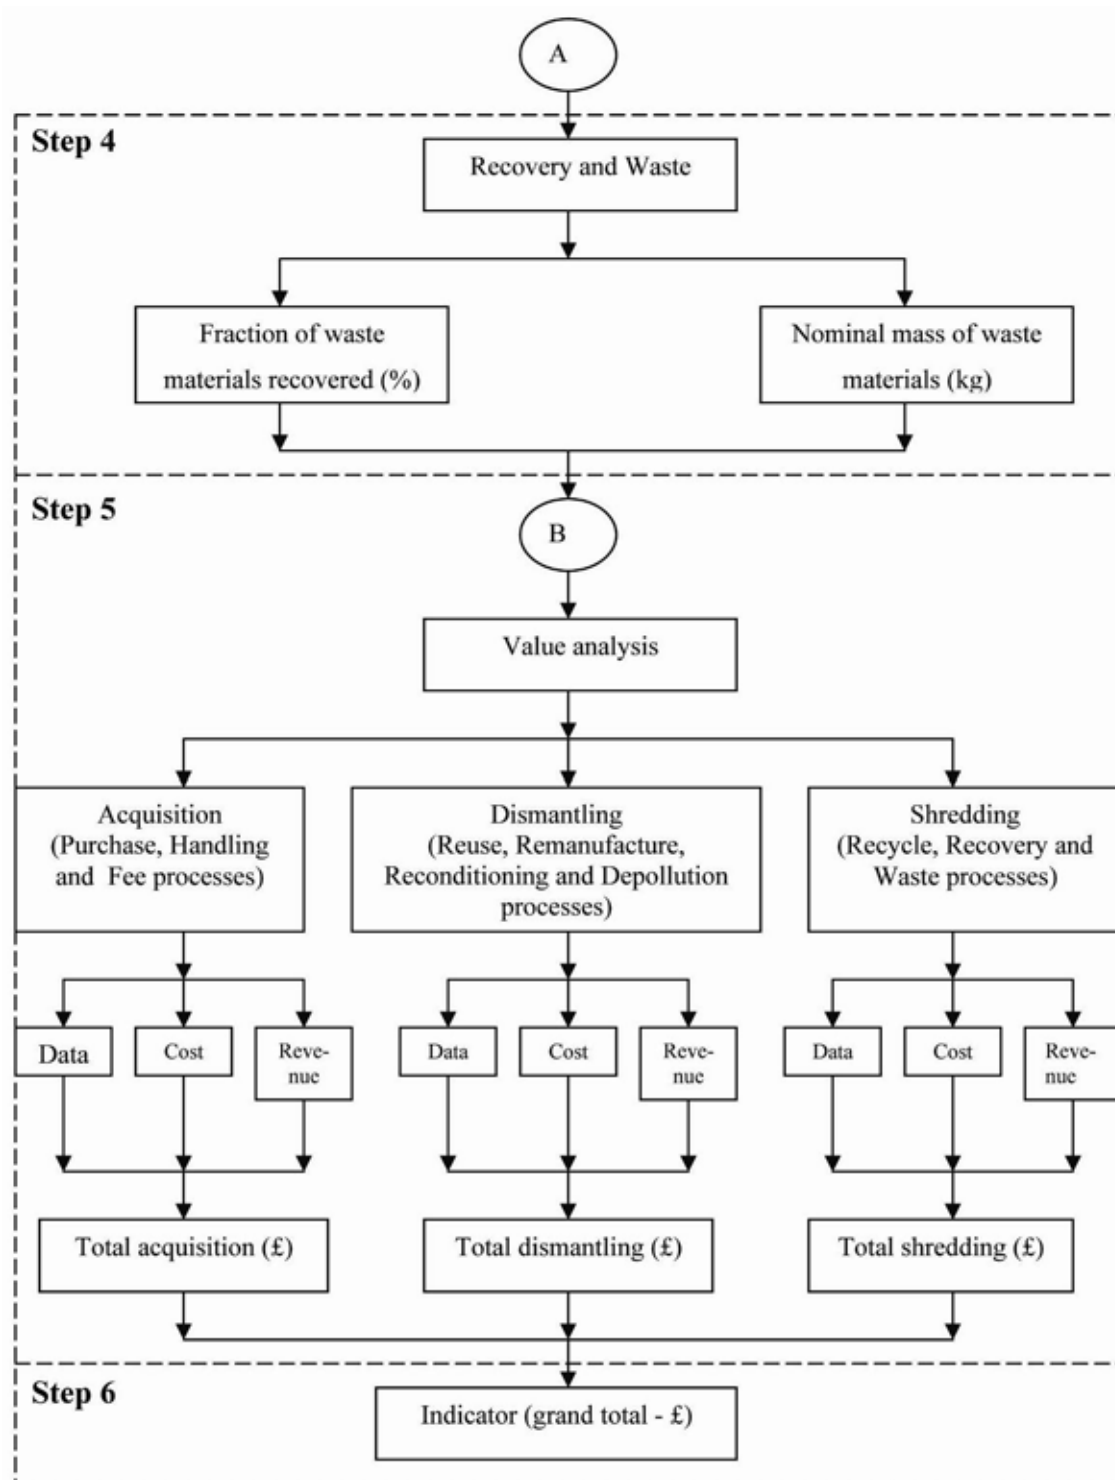 A
Step 4
Recovery and Waste
Fraction of waste
materials recovered (%)
Nominal mass of waste
materials (kg)
Step 5
B
Value analysis
Acquisition
(Purchase, Handling
and Fee processes)
Dismantling
(Reuse, Remanufacture,
Reconditioning and Depollution
processes)
Shredding
(Recycle, Recovery and
Waste processes)
Data
Cost
Reve-
nue
Data
Cost
Reve-
nue
Data
Cost
Reve-
nue
Total acquisition (£)
Total dismantling (£)
Total shredding (£)
Step 6
Indicator (grand total - £)